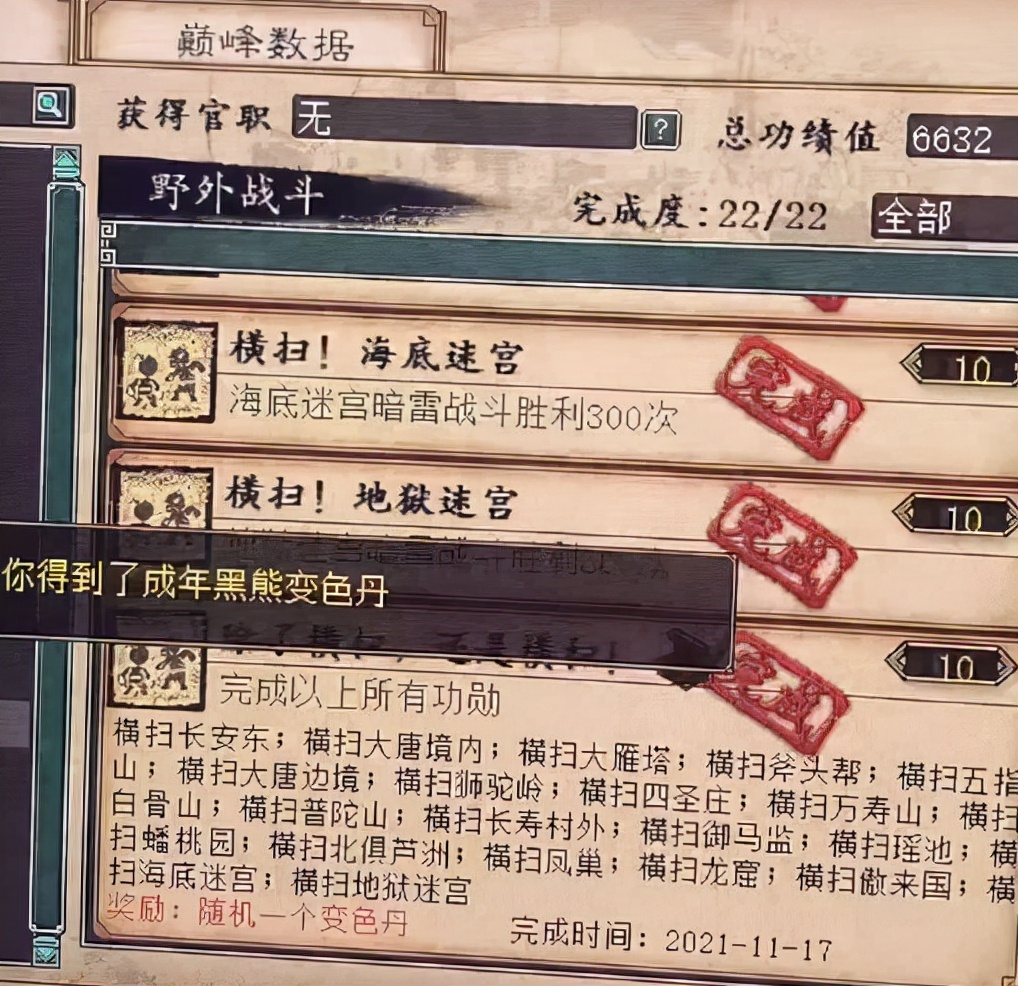 巅峰数据
获得官职 无 ? 总功绩值 6632
野外战斗
完成度:22/22 全部
横扫！海底迷宫
海底迷宫暗雷战斗胜利300次
完成
10
横扫！地狱迷宫
完成
10
你得到了成年黑熊变色丹
除了横扫，还是横扫！
完成以上所有功勋
完成
10
横扫长安东；横扫大唐境内；横扫大雁塔；横扫斧头帮；横扫五指
山；横扫大唐边境；横扫狮驼岭；横扫四圣庄；横扫万寿山；横扫
白骨山；横扫普陀山；横扫长寿村外；横扫御马监；横扫瑶池；横
扫蟠桃园；横扫北俱芦洲；横扫凤巢；横扫龙窟；横扫傲来国；横
扫海底迷宫；横扫地狱迷宫
奖励：随机一个变色丹
完成时间：2021-11-17